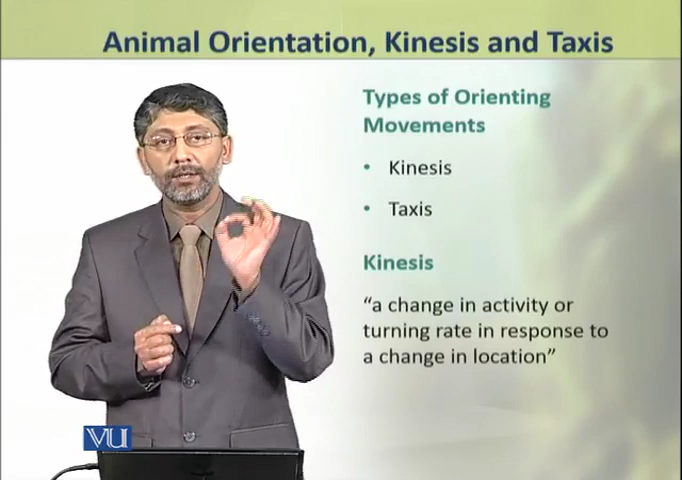 Animal Orientation, Kinesis and Taxis
Types of Orienting
Movements
• Kinesis
• Taxis
Kinesis
“a change in activity or
turning rate in response to
a change in location”
VU